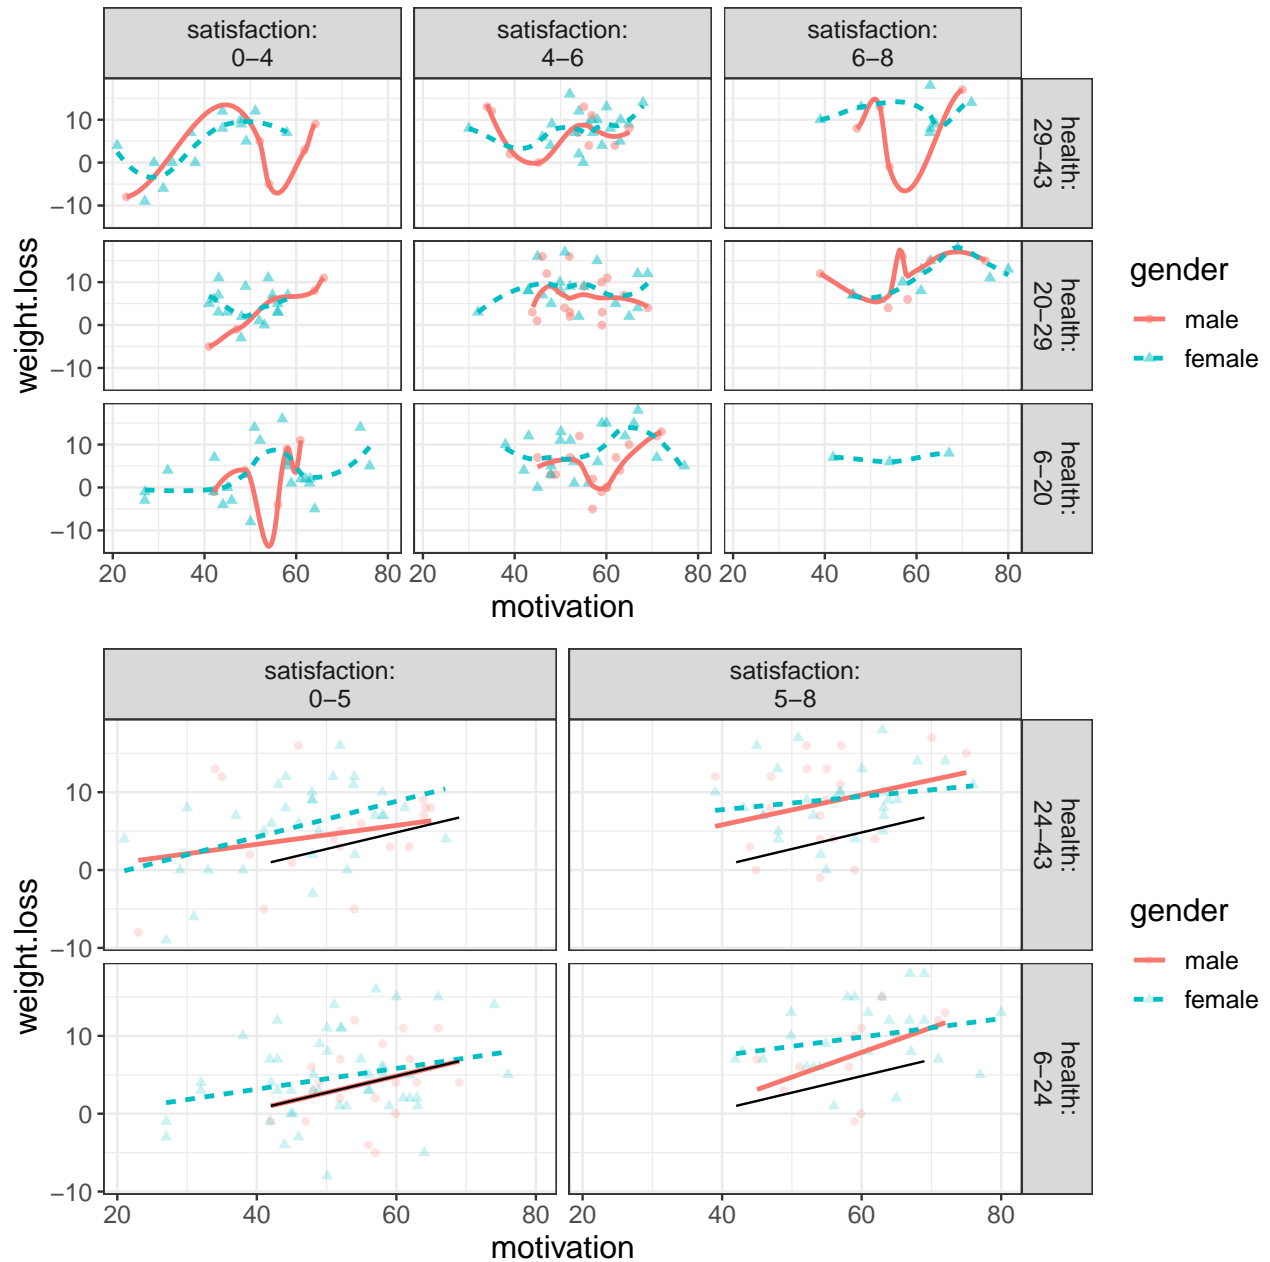 satisfaction:
0−4
satisfaction:
4−6
satisfaction:
6−8
10
0
−10
health:
29−43
10
0
−10
health:
20−29
10
0
−10
health:
6−20
20
40
60
80
20
40
60
80
20
40
60
80
motivation
weight.loss
gender
male
female
satisfaction:
0−5
satisfaction:
5−8
10
0
−10
health:
24−43
10
0
−10
health:
6−24
20
40
60
80
20
40
60
80
motivation
weight.loss
gender
male
female